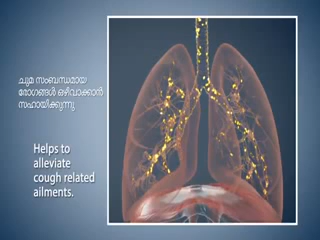 ചുമ സംബന്ധമായ
രോഗങ്ങൾ ഒഴിവാക്കാൻ
സഹായിക്കുന്നു
Helps to
alleviate
cough related
ailments.